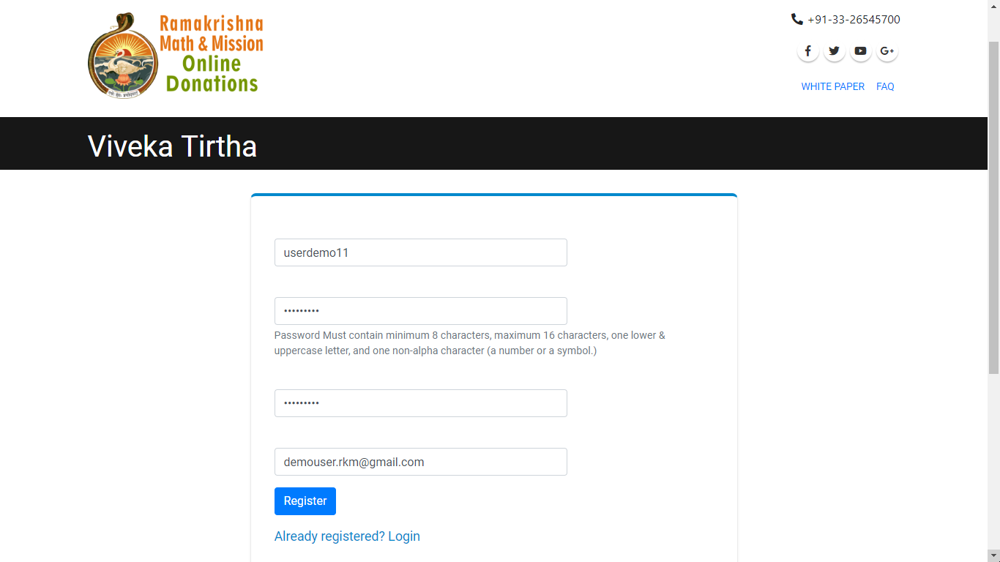 Ramakrishna
Math & Mission
Online
Donations
+91-33-26545700
WHITE PAPER FAQ
Viveka Tirtha
userdemo11
•••••••••
Password Must contain minimum 8 characters, maximum 16 characters, one lower &
uppercase letter, and one non-alpha character (a number or a symbol.)
•••••••••
demouser.rkm@gmail.com
Register
Already registered? Login